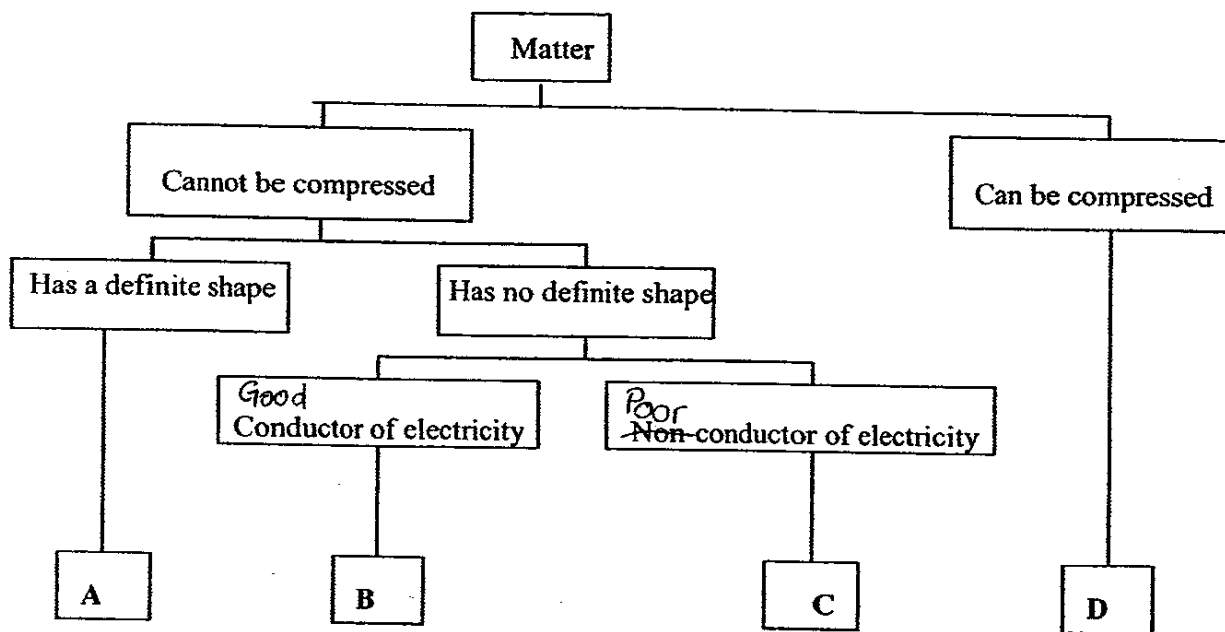 Matter
Cannot be compressed
Can be compressed
Has a definite shape
Has no definite shape
Good
Conductor of electricity
Poor
Non-conductor of electricity
A
B
C
D